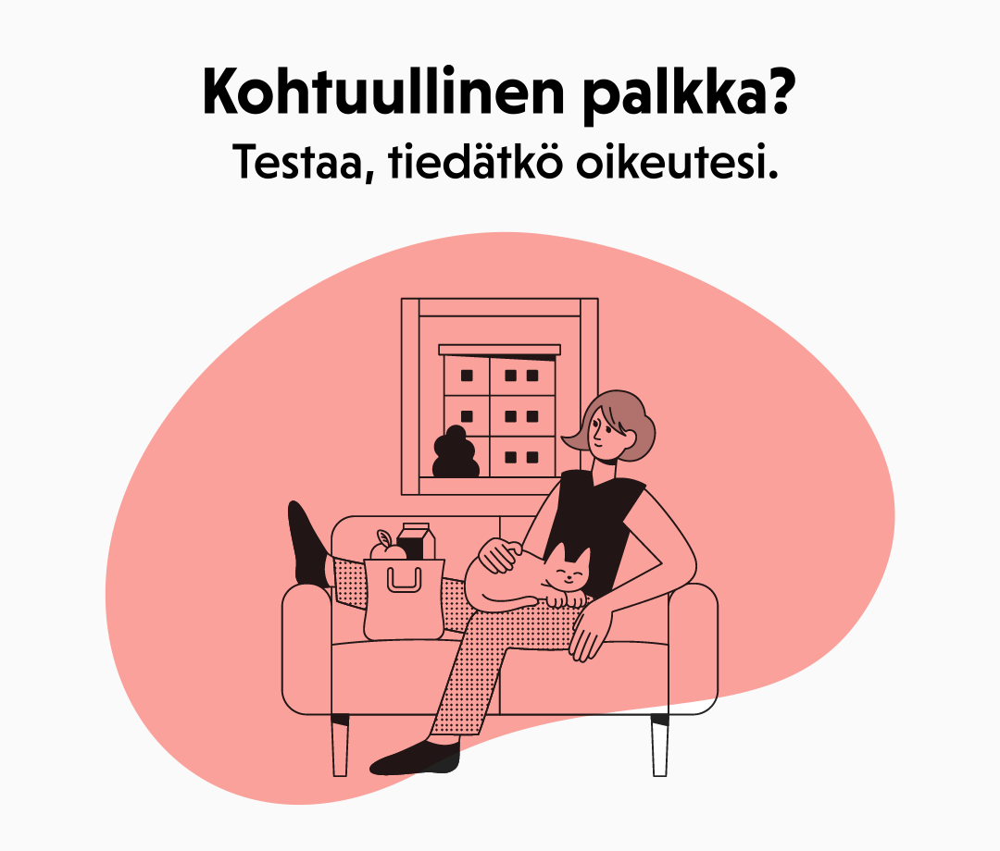 Kohtuullinen palkka?
Testaa, tiedätkö oikeutesi.